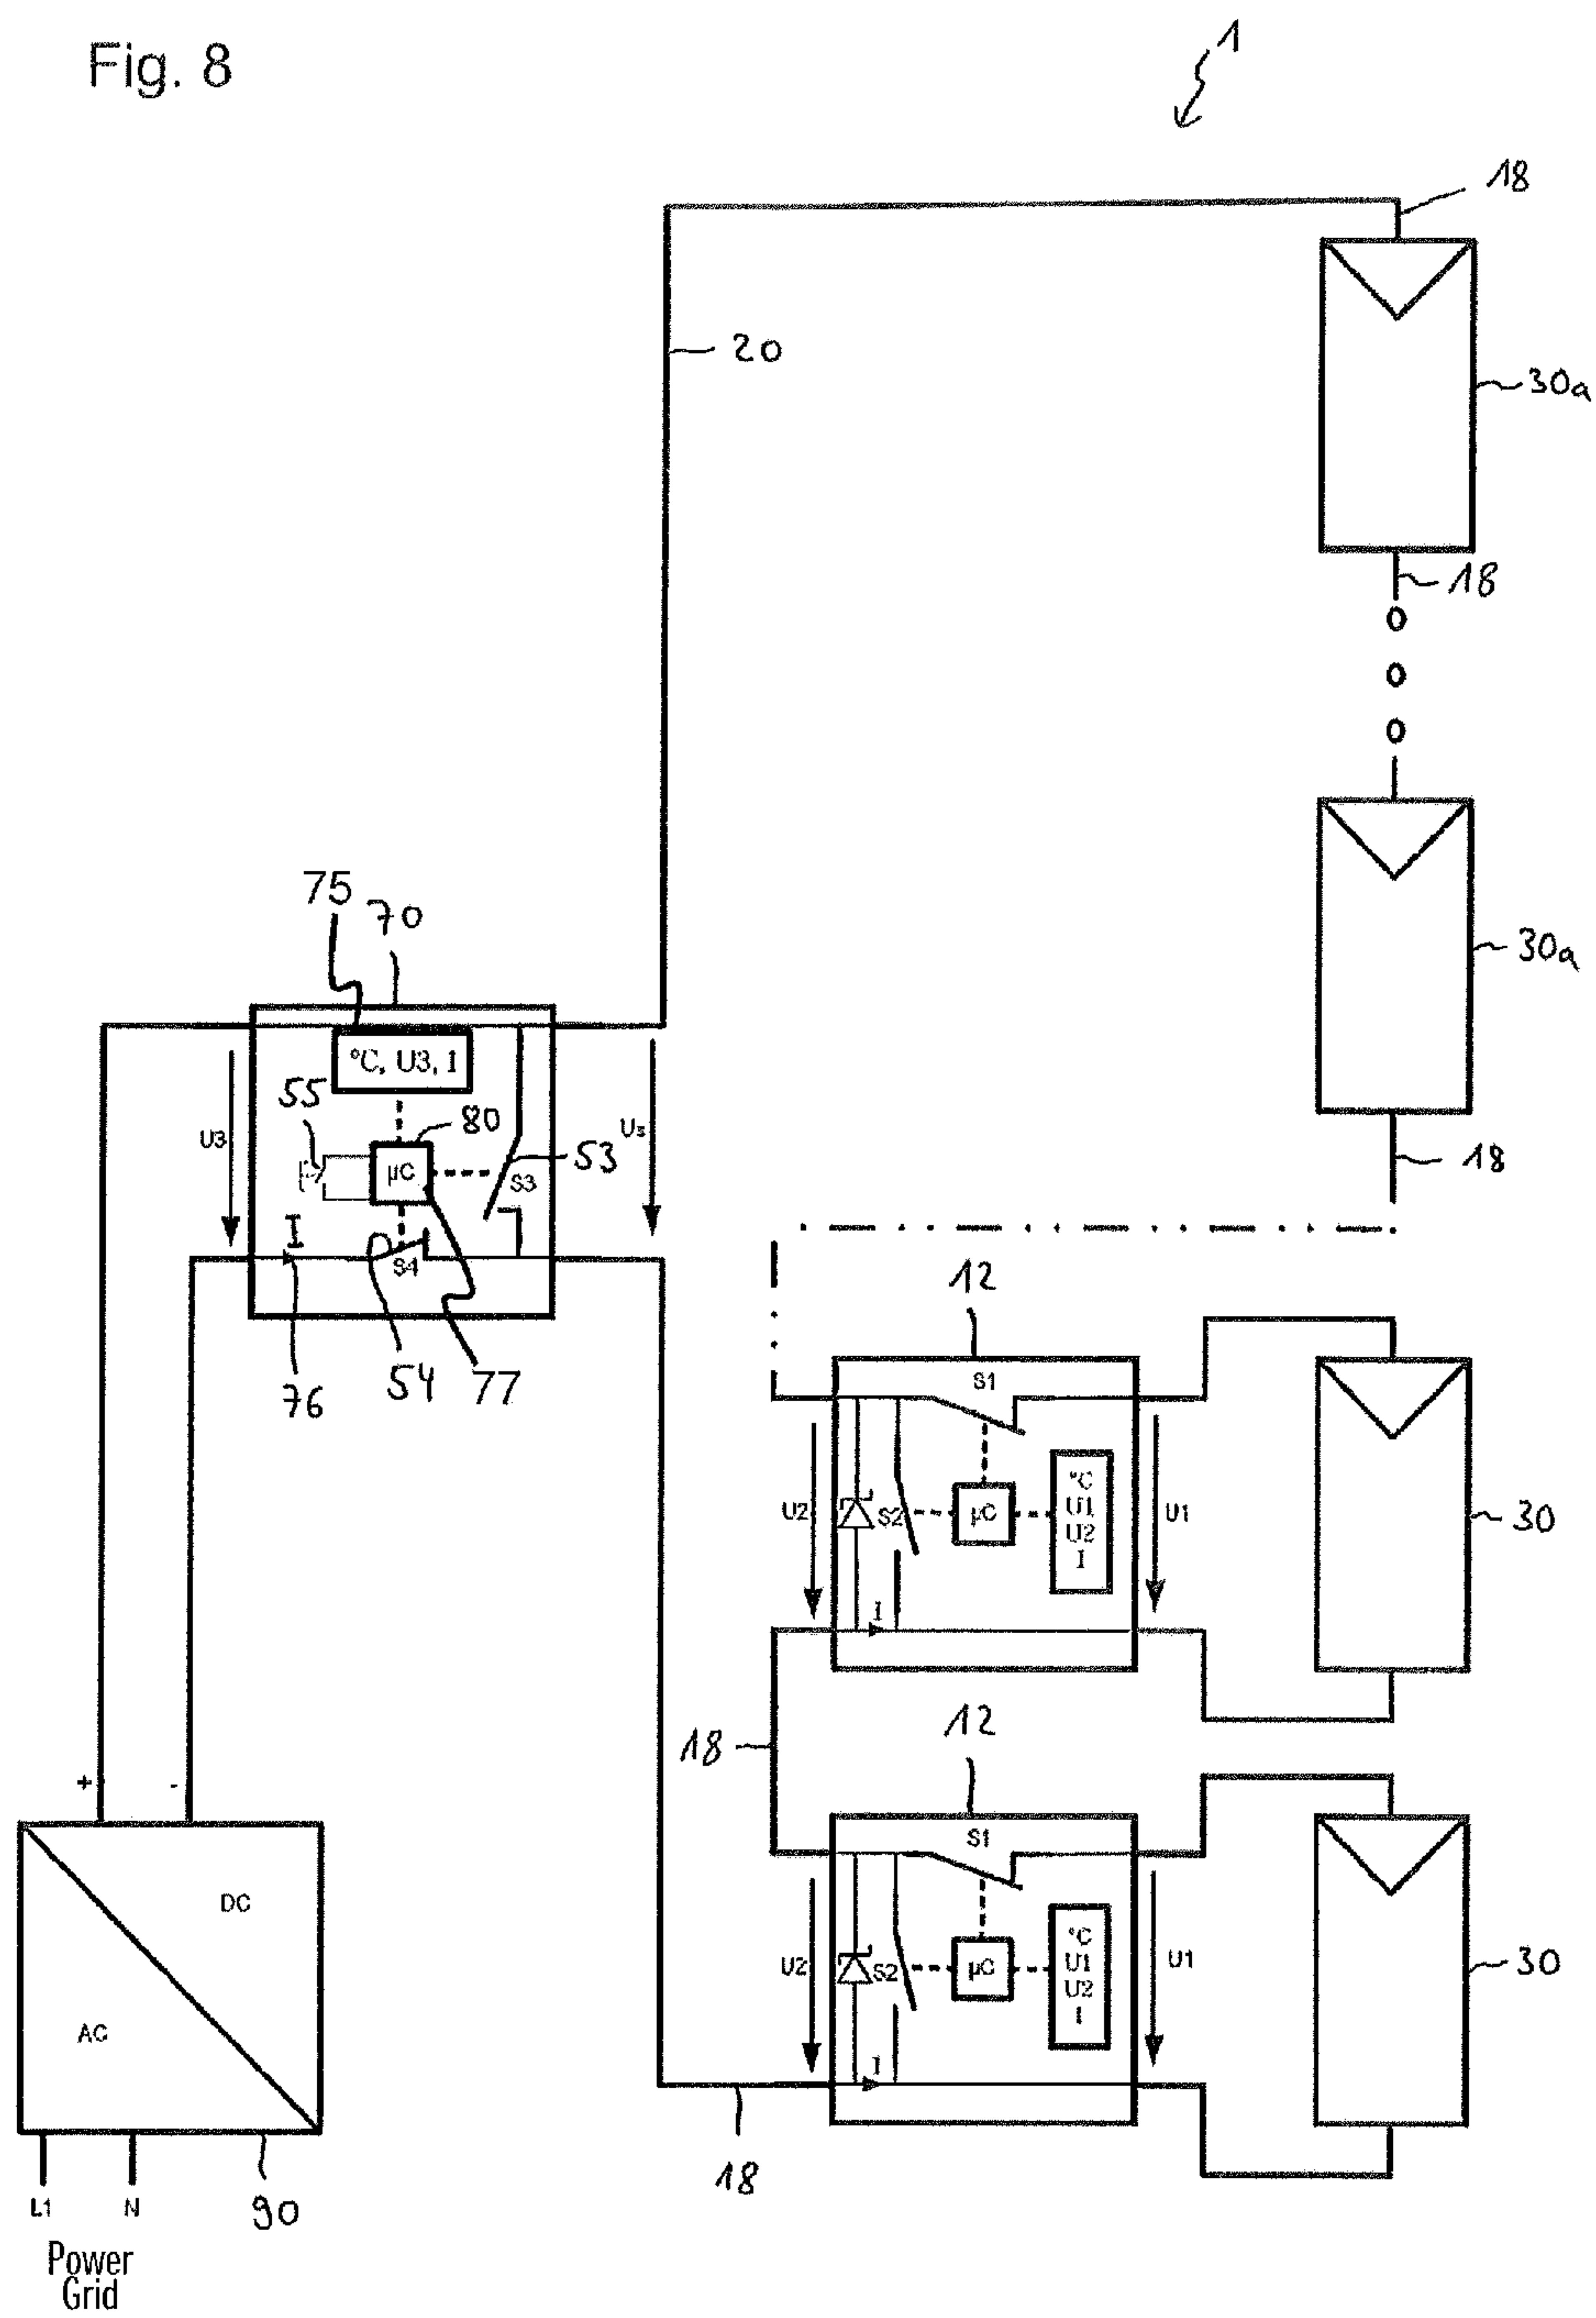 Fig. 8
1
18
20
30a
18
30a
75
70
°C, U3, I
55
80
U3
µC
53
Us
S3
18
I
S4
12
76
54
77
S1
°C
U1
U2
I
U2
S2
µC
U1
30
I
18
12
S1
+
-
DC
°C
U1
U2
I
U2
S2
µC
U1
30
AC
I
18
L1
N
90
Power
Grid